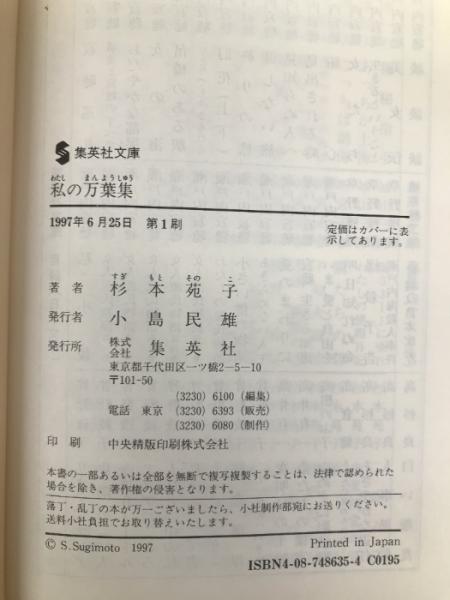 集英社文庫
わたし まんようしゅう
私の万葉集
1997年6月25日 第1刷
定価はカバーに表
示してあります。
すぎ もと その こ
著者 杉本苑子
発行者 小島民雄
発行所 株式会社 集英社
東京都千代田区一ツ橋2-5-10
〒101-50
(3230) 6100 (編集)
電話 東京 (3230) 6393 (販売)
(3230) 6080 (制作)
印刷 中央精版印刷株式会社
本書の一部あるいは全部を無断で複写複製することは、法律で認められた
場合を除き、著作権の侵害となります。
落丁・乱丁の本が万一ございましたら、小社制作部宛にお送りください。
送料小社負担でお取り替えいたします。
© S.Sugimoto 1997
Printed in Japan
ISBN4-08-748635-4 C0195